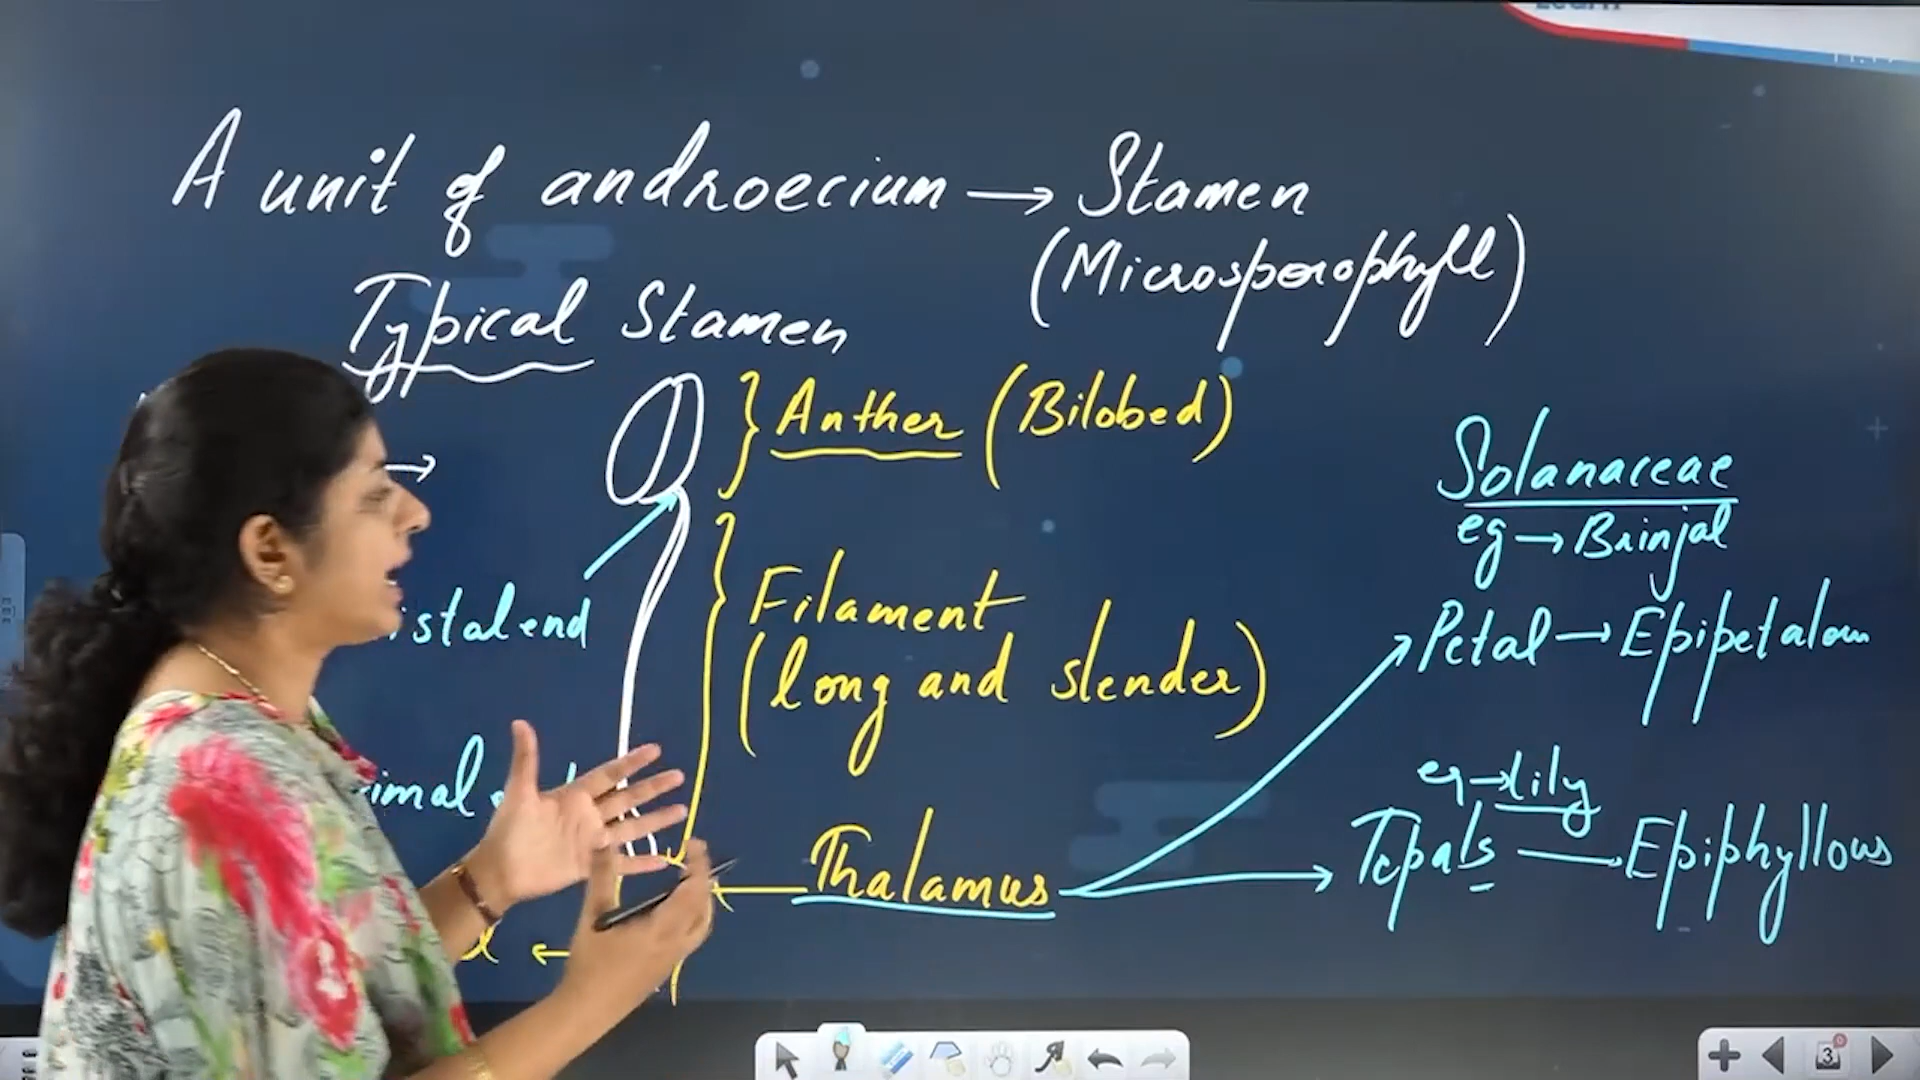 A unit of androecium → Stamen
(Microsporophyll)
Typical Stamen
Anther (Bilobed)
Solanaceae
eg → Brinjal
Filament
(long and slender)
Petal →
eg → Lily
Thalamus
Tepals — Epiphyllous
3